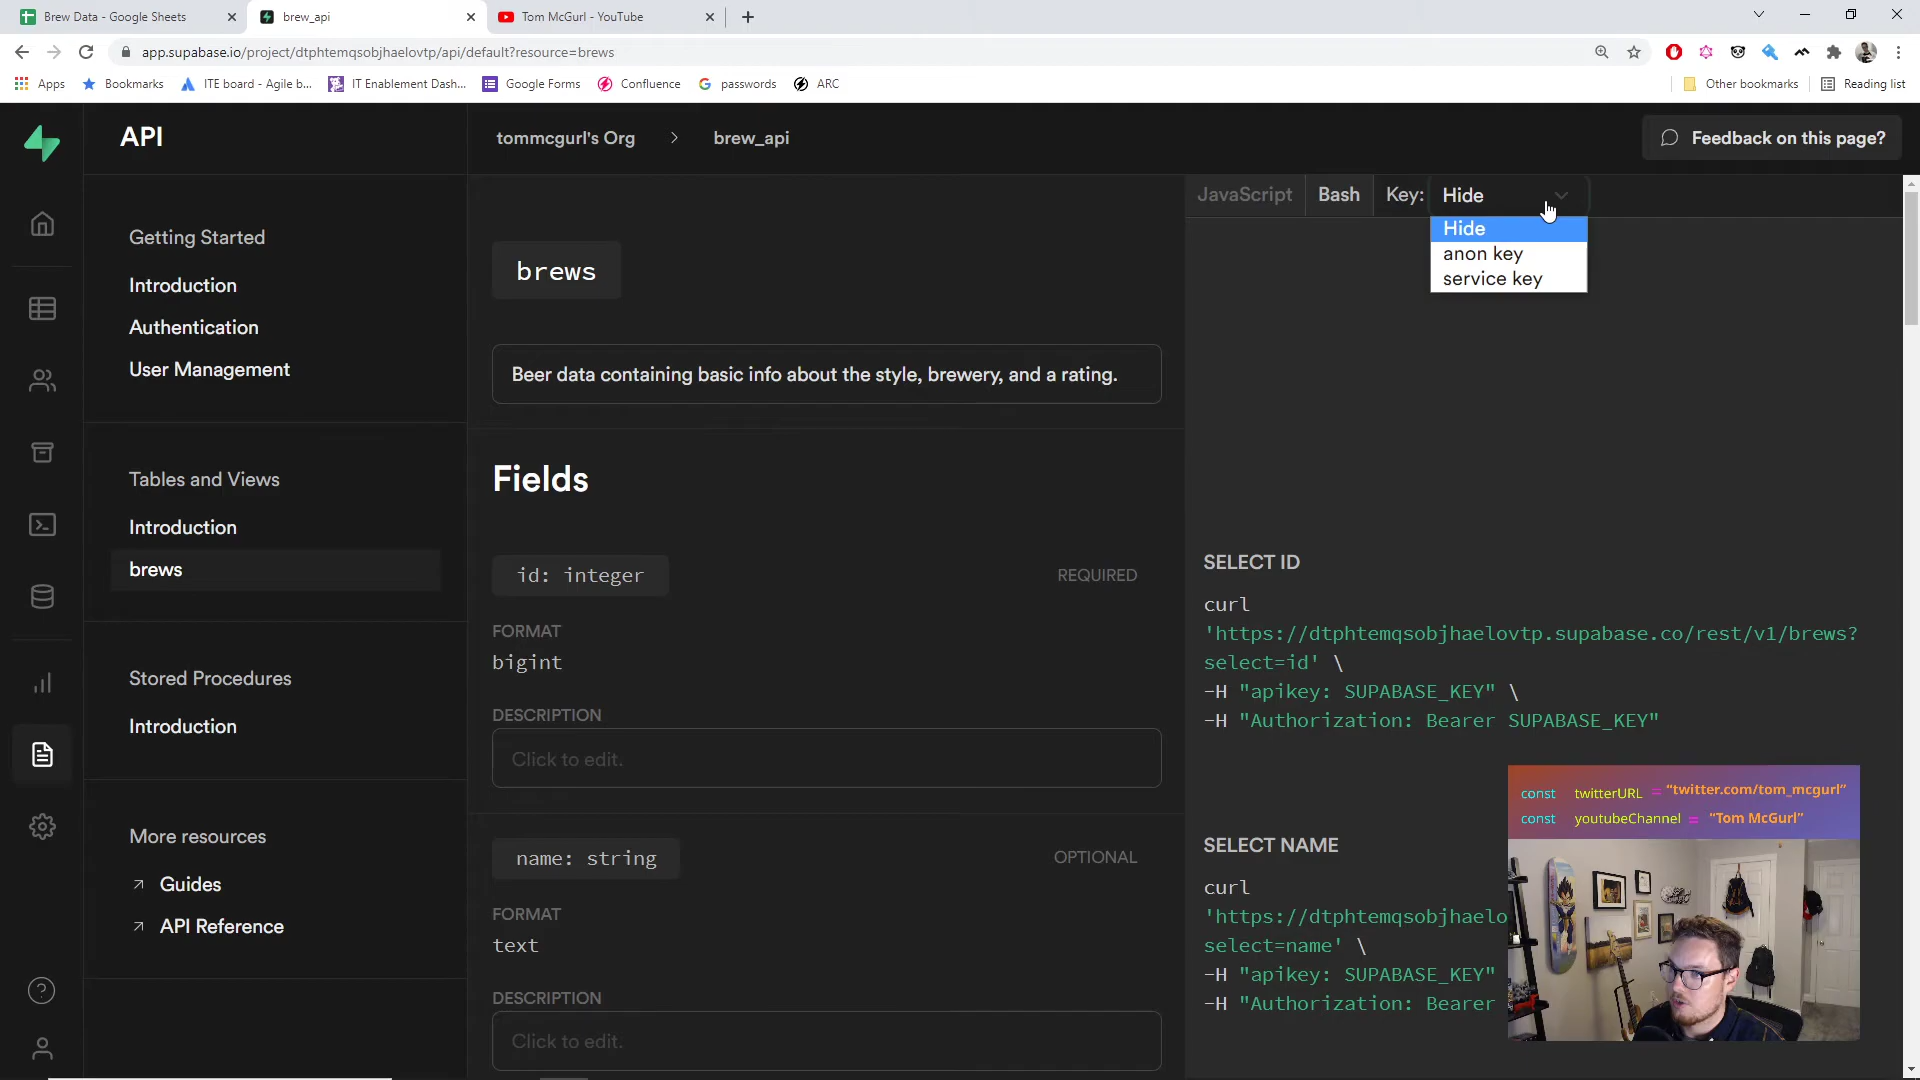 Brew Data - Google Sheets
brew_api
Tom McGurl - YouTube
app.supabase.io/project/dtphtemqsobjhaelovtp/api/default?resource=brews
Apps
Bookmarks
ITE board - Agile b...
IT Enablement Dash...
Google Forms
Confluence
passwords
ARC
Other bookmarks
Reading list
API
tommcgurl's Org
brew_api
Feedback on this page?
Getting Started
Introduction
Authentication
User Management
Tables and Views
Introduction
brews
Stored Procedures
Introduction
More resources
Guides
API Reference
brews
Beer data containing basic info about the style, brewery, and a rating.
Fields
id: integer
REQUIRED
FORMAT
bigint
DESCRIPTION
Click to edit.
name: string
OPTIONAL
FORMAT
text
DESCRIPTION
Click to edit.
JavaScript
Bash
Key:
Hide
Hide
anon key
service key
SELECT ID
curl
'https://dtphtemqsobjhaelovtp.supabase.co/rest/v1/brews?
select=id' \
-H "apikey: SUPABASE_KEY" \
-H "Authorization: Bearer SUPABASE_KEY"
SELECT NAME
curl
'https://dtphtemqsobjhaelo
select=name' \
-H "apikey: SUPABASE_KEY"
-H "Authorization: Bearer
const twitterURL = "twitter.com/tom_mcgurl"
const youtubeChannel = "Tom McGurl"